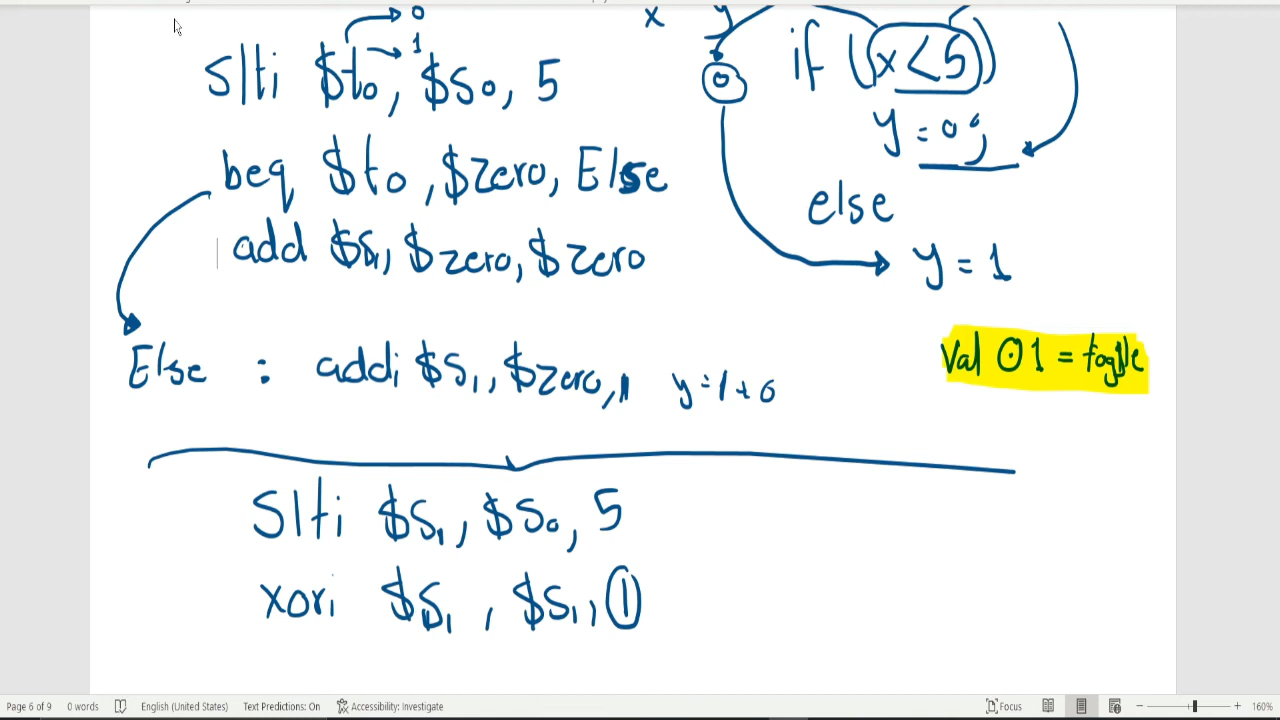 0
x y
1
slti $t0, $s0, 5
if (x<5)
0
y = 0;
beq $t0, $zero, Else
else
add $s1, $zero, $zero
y = 1
Val ⊙ 1 = toggle
Else : addi $s1, $zero, 1 y = 1 + 0
slti $s1, $s0, 5
xori $s1, $s1, 1
Page 6 of 9 0 words English (United States) Text Predictions: On Accessibility: Investigate Focus 160%